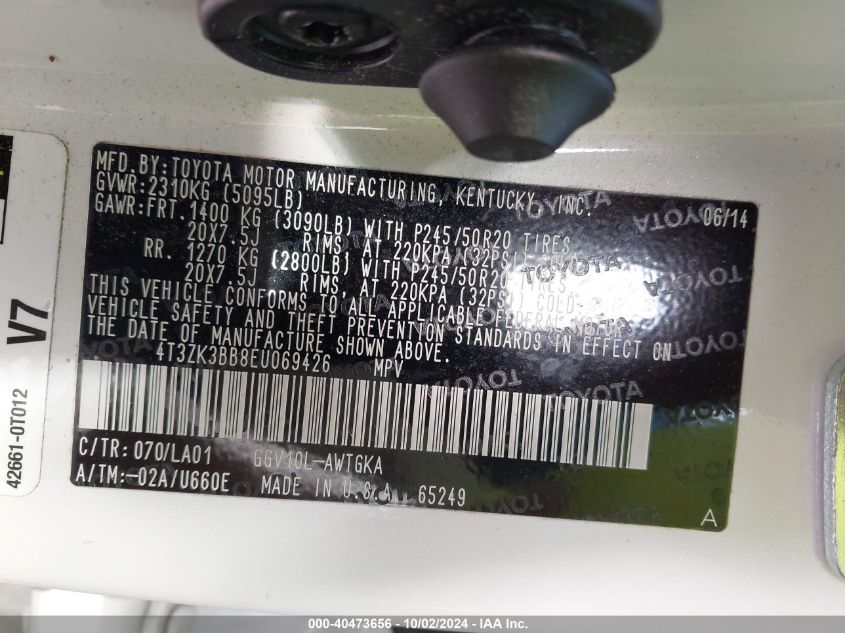 MFD. BY: TOYOTA MOTOR MANUFACTURING, KENTUCKY, INC.
GVWR: 2310KG (5095LB) 06/14
GAWR: FRT. 1400 KG (3090LB) WITH P245/50R20 TIRES
20X7.5J RIMS, AT 220KPA (32PSI) COLD
RR. 1270 KG (2800LB) WITH P245/50R20 TIRES
20X7.5J RIMS, AT 220KPA (32PSI) COLD
THIS VEHICLE CONFORMS TO ALL APPLICABLE FEDERAL MOTOR
VEHICLE SAFETY AND THEFT PREVENTION STANDARDS IN EFFECT ON
THE DATE OF MANUFACTURE SHOWN ABOVE.
4T3ZK3BB8EU069426 MPV
C/TR: 070/LA01 GGV10L-AWTGKA
A/TM:-02A/U660E MADE IN U.S.A. 65249
A
V7
42661-0T012
TOYOTA
TOYOTA
TOYOTA
TOYOTA
000-40473656 - 10/02/2024 - IAA Inc.